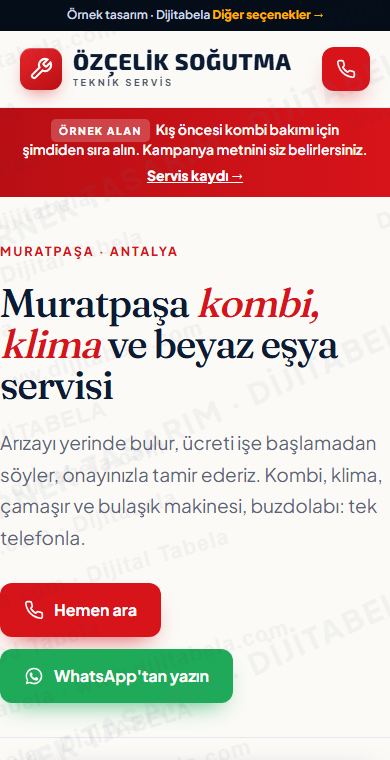 Örnek tasarım · Dijitabela Diğer seçenekler →
ÖZÇELİK SOĞUTMA
TEKNİK SERVİS
ÖRNEK ALAN Kış öncesi kombi bakımı için
şimdiden sıra alın. Kampanya metnini siz belirlersiniz.
Servis kaydı →
MURATPAŞA · ANTALYA
Muratpaşa kombi,
klima ve beyaz eşya
servisi
Arızayı yerinde bulur, ücreti işe başlamadan
söyler, onayınızla tamir ederiz. Kombi, klima,
çamaşır ve bulaşık makinesi, buzdolabı: tek
telefonla.
Hemen ara
WhatsApp'tan yazın